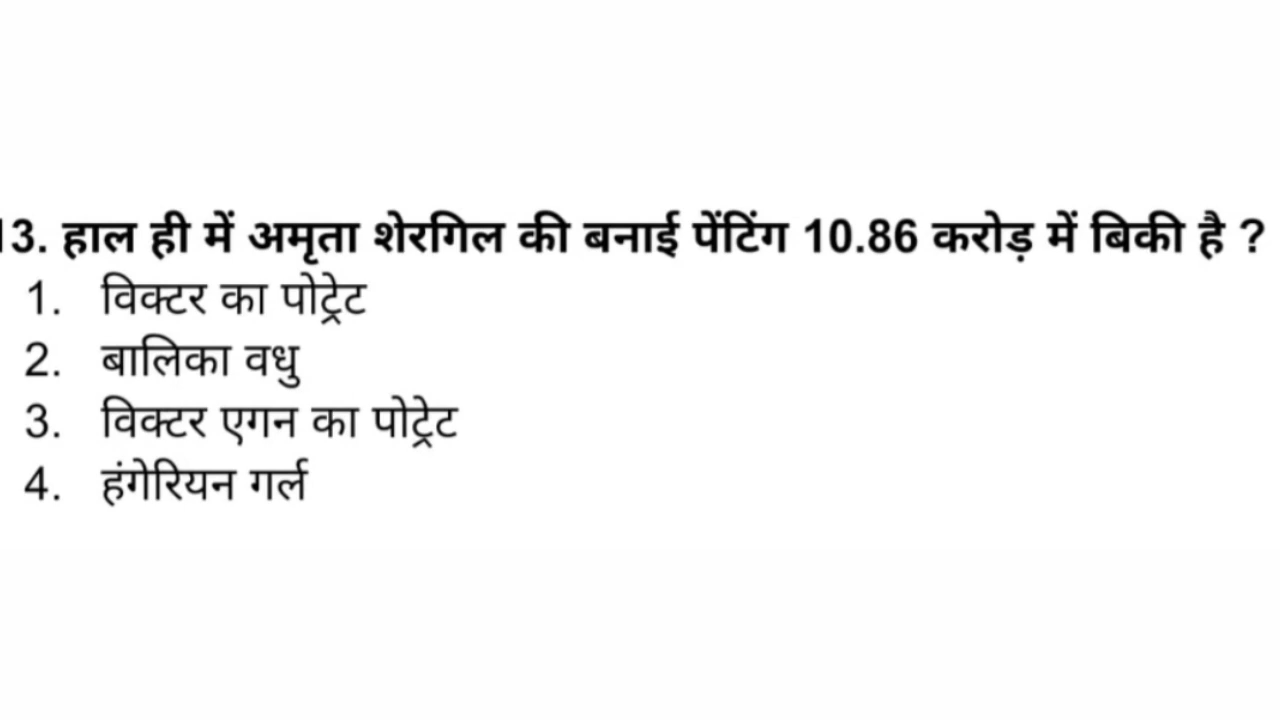 13. हाल ही में अमृता शेरगिल की बनाई पेंटिंग 10.86 करोड़ में बिकी है ?
1. विक्टर का पोट्रेट
2. बालिका वधु
3. विक्टर एगन का पोट्रेट
4. हंगेरियन गर्ल